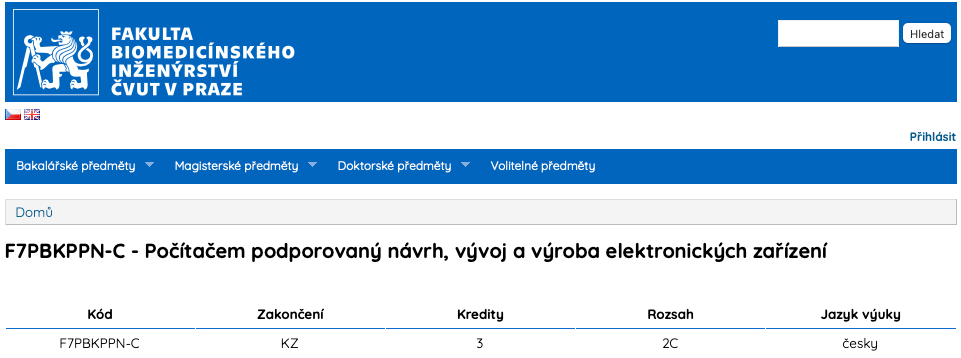 FAKULTA
BIOMEDICÍNSKÉHO
INŽENÝRSTVÍ
ČVUT V PRAZE
Hledat
Přihlásit
Bakalářské předměty Magisterské předměty Doktorské předměty Volitelné předměty
Domů
F7PBKPPN-C - Počítačem podporovaný návrh, vývoj a výroba elektronických zařízení
Kód Zakončení Kredity Rozsah Jazyk výuky
F7PBKPPN-C KZ 3 2C česky